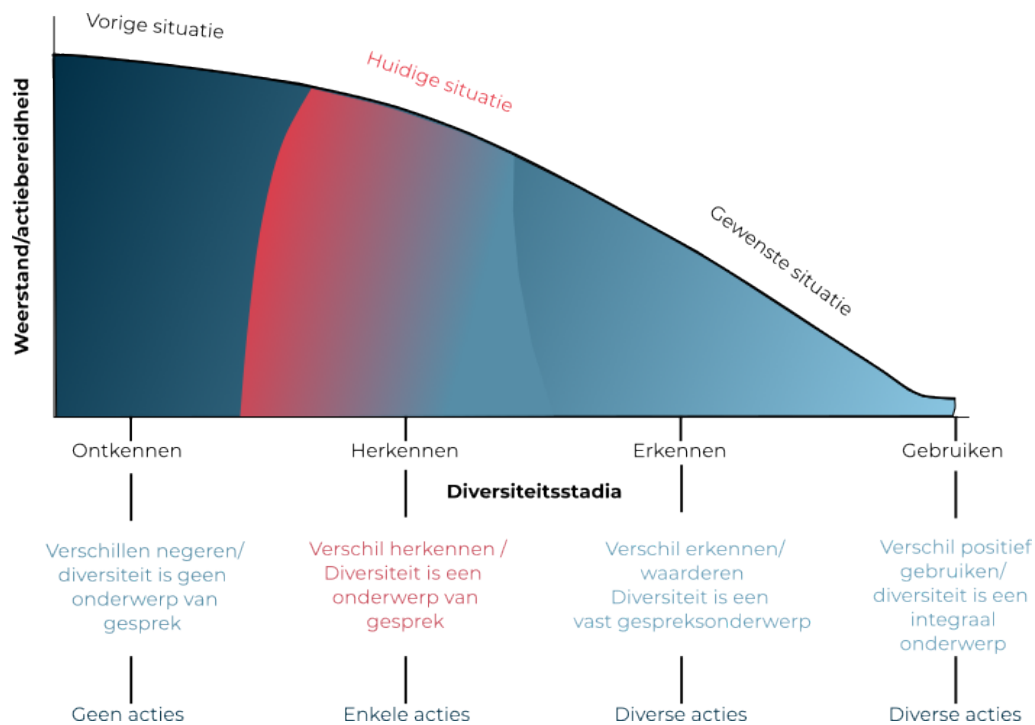 Vorige situatie
Huidige situatie
Gewenste situatie
Weerstand/actiebereidheid
Ontkennen
Herkennen
Erkennen
Gebruiken
Diversiteitsstadia
Verschillen negeren/
diversiteit is geen
onderwerp van
gesprek
Verschil herkennen /
Diversiteit is een
onderwerp van
gesprek
Verschil erkennen/
waarderen
Diversiteit is een
vast gespreksonderwerp
Verschil positief
gebruiken/
diversiteit is een
integraal
onderwerp
Geen acties
Enkele acties
Diverse acties
Diverse acties